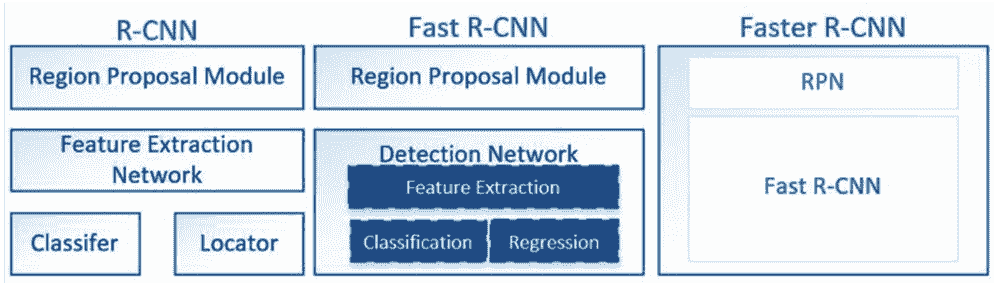 R-CNN
Region Proposal Module
Feature Extraction
Network
Classifer
Locator
Fast R-CNN
Region Proposal Module
Detection Network
Feature Extraction
Classification
Regression
Faster R-CNN
RPN
Fast R-CNN